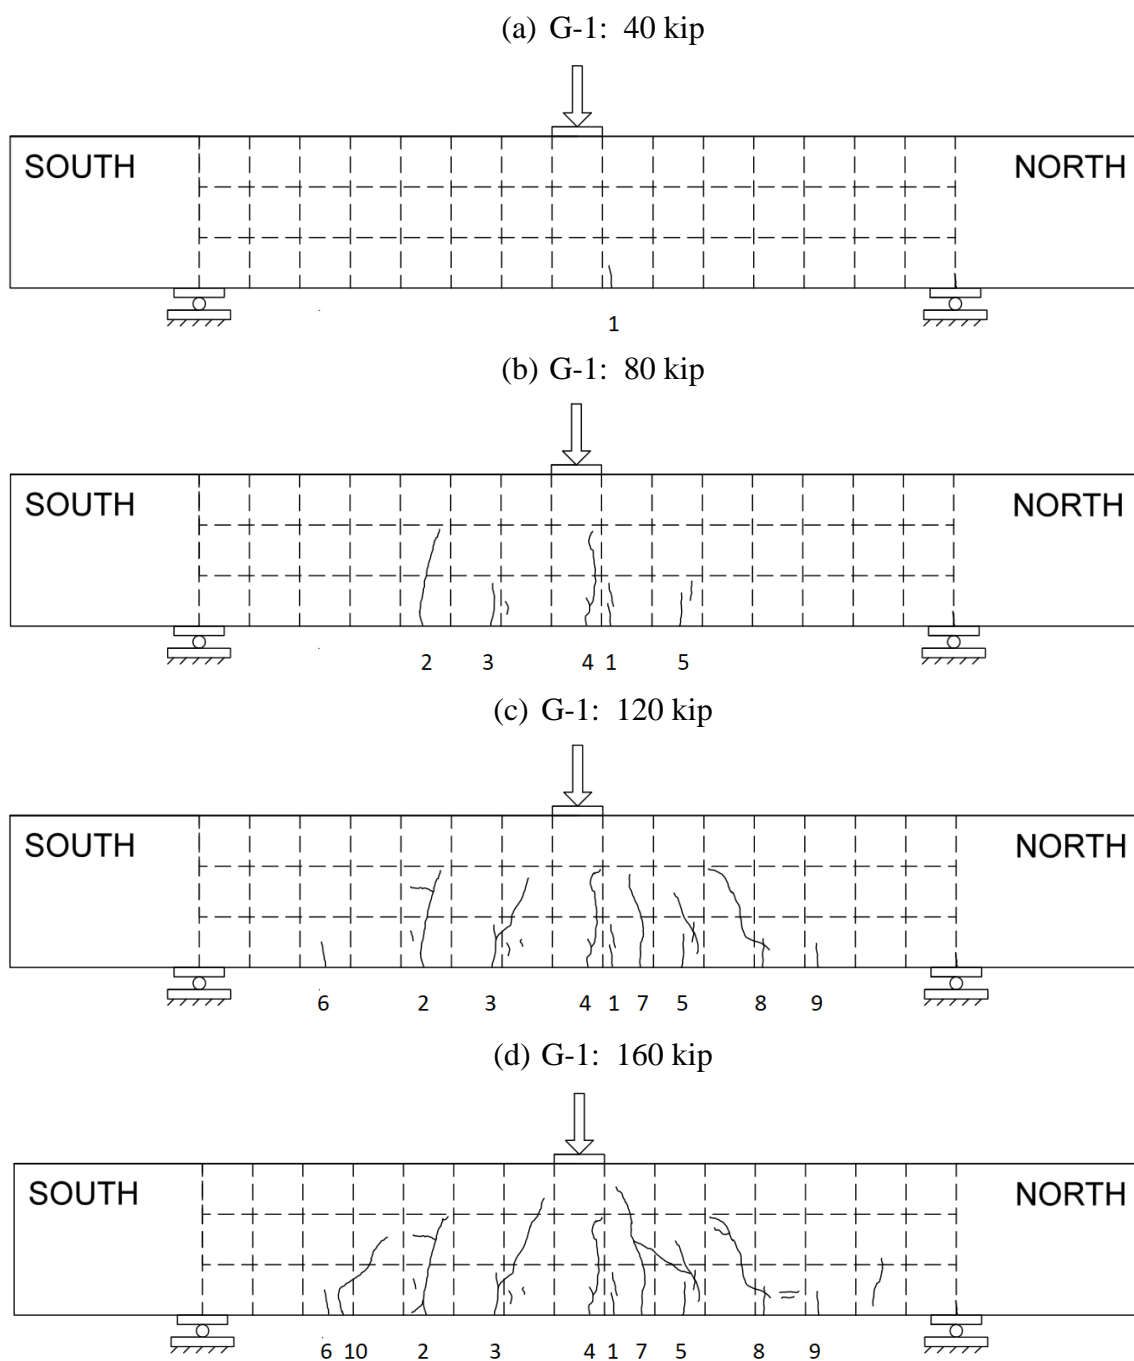 (a) G-1: 40 kip
SOUTH NORTH
1
(b) G-1: 80 kip
SOUTH NORTH
2 3 4 1 5
(c) G-1: 120 kip
SOUTH NORTH
6 2 3 4 1 7 5 8 9
(d) G-1: 160 kip
SOUTH NORTH
6 10 2 3 4 1 7 5 8 9